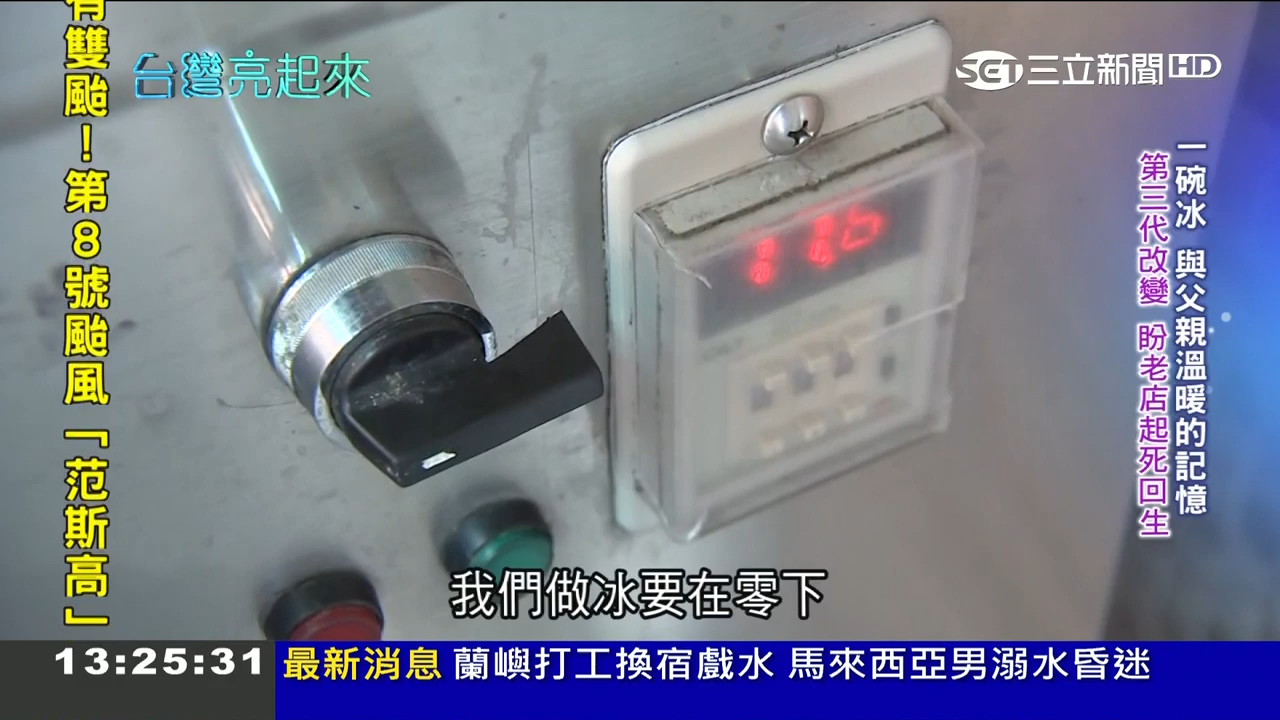 有雙颱！第8號颱風「范斯高」
台灣亮起來
SET三立新聞HD
一碗冰 與父親溫暖的記憶
第三代改變 盼老店起死回生
我們做冰要在零下
13:25:31
最新消息 蘭嶼打工換宿戲水 馬來西亞男溺水昏迷